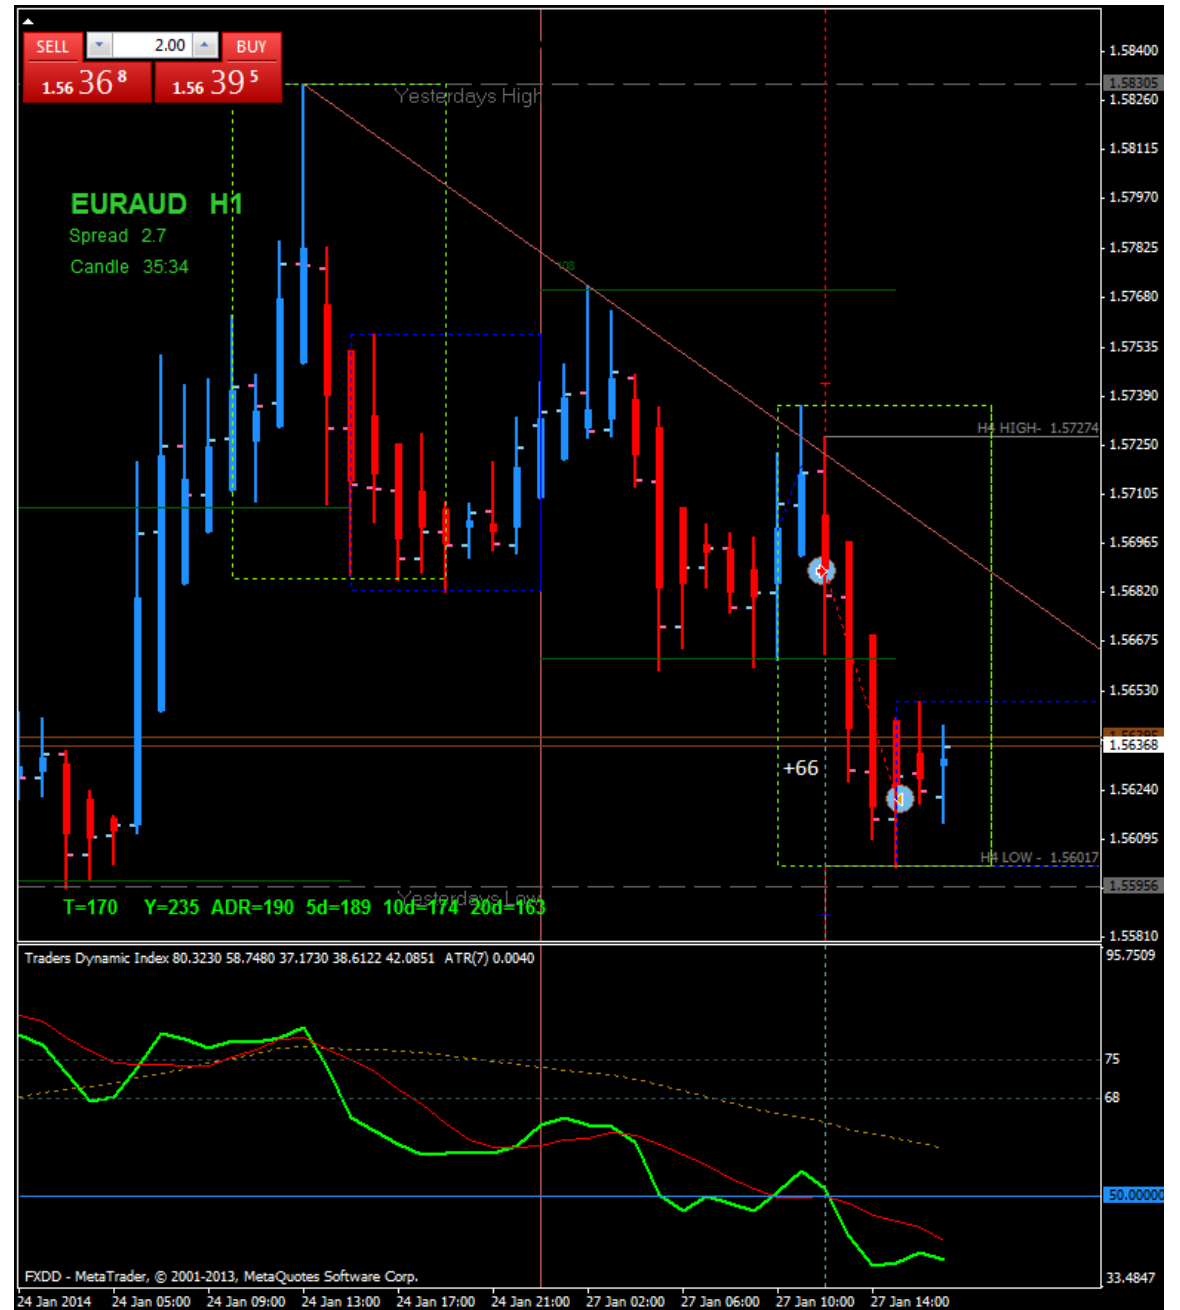 SELL 2.00 BUY
1.56 36 8 1.56 39 5
1.58400
1.58305
Yesterdays High
1.58260
1.58115
1.57970
EURAUD H1
Spread 2.7
1.57825
Candle 35:34
1.57680
1.57535
1.57390
H4 HIGH- 1.57274
1.57250
1.57105
1.56965
1.56820
1.56675
1.56530
1.56368
+66
1.56240
1.56095
H4 LOW - 1.56017
1.55956
Yesterdays Low
T=170 Y=235 ADR=190 5d=189 10d=174 20d=163
1.55810
Traders Dynamic Index 80.3230 58.7480 37.1730 38.6122 42.0851 ATR(7) 0.0040
95.7509
75
68
50.00000
FXDD - MetaTrader, © 2001-2013, MetaQuotes Software Corp.
33.4847
24 Jan 2014 24 Jan 05:00 24 Jan 09:00 24 Jan 13:00 24 Jan 17:00 24 Jan 21:00 27 Jan 02:00 27 Jan 06:00 27 Jan 10:00 27 Jan 14:00